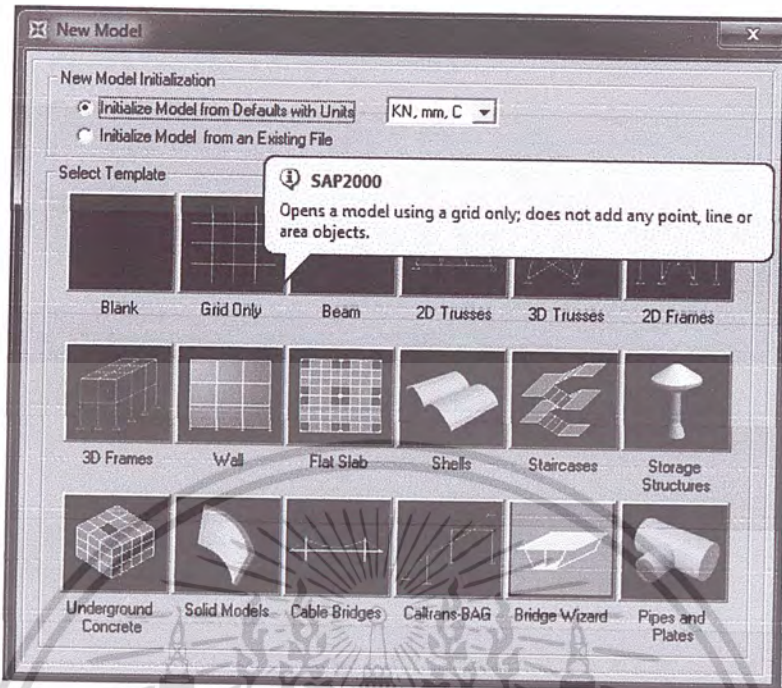 New Model
x
New Model Initialization
Initialize Model from Defaults with Units
KN, mm, C
Initialize Model from an Existing File
Select Template
SAP2000
Opens a model using a grid only; does not add any point, line or
area objects.
Blank
Grid Only
Beam
2D Trusses
3D Trusses
2D Frames
3D Frames
Wall
Flat Slab
Shells
Staircases
Storage
Structures
Underground
Concrete
Solid Models
Cable Bridges
Caltrans-BAG
Bridge Wizard
Pipes and
Plates